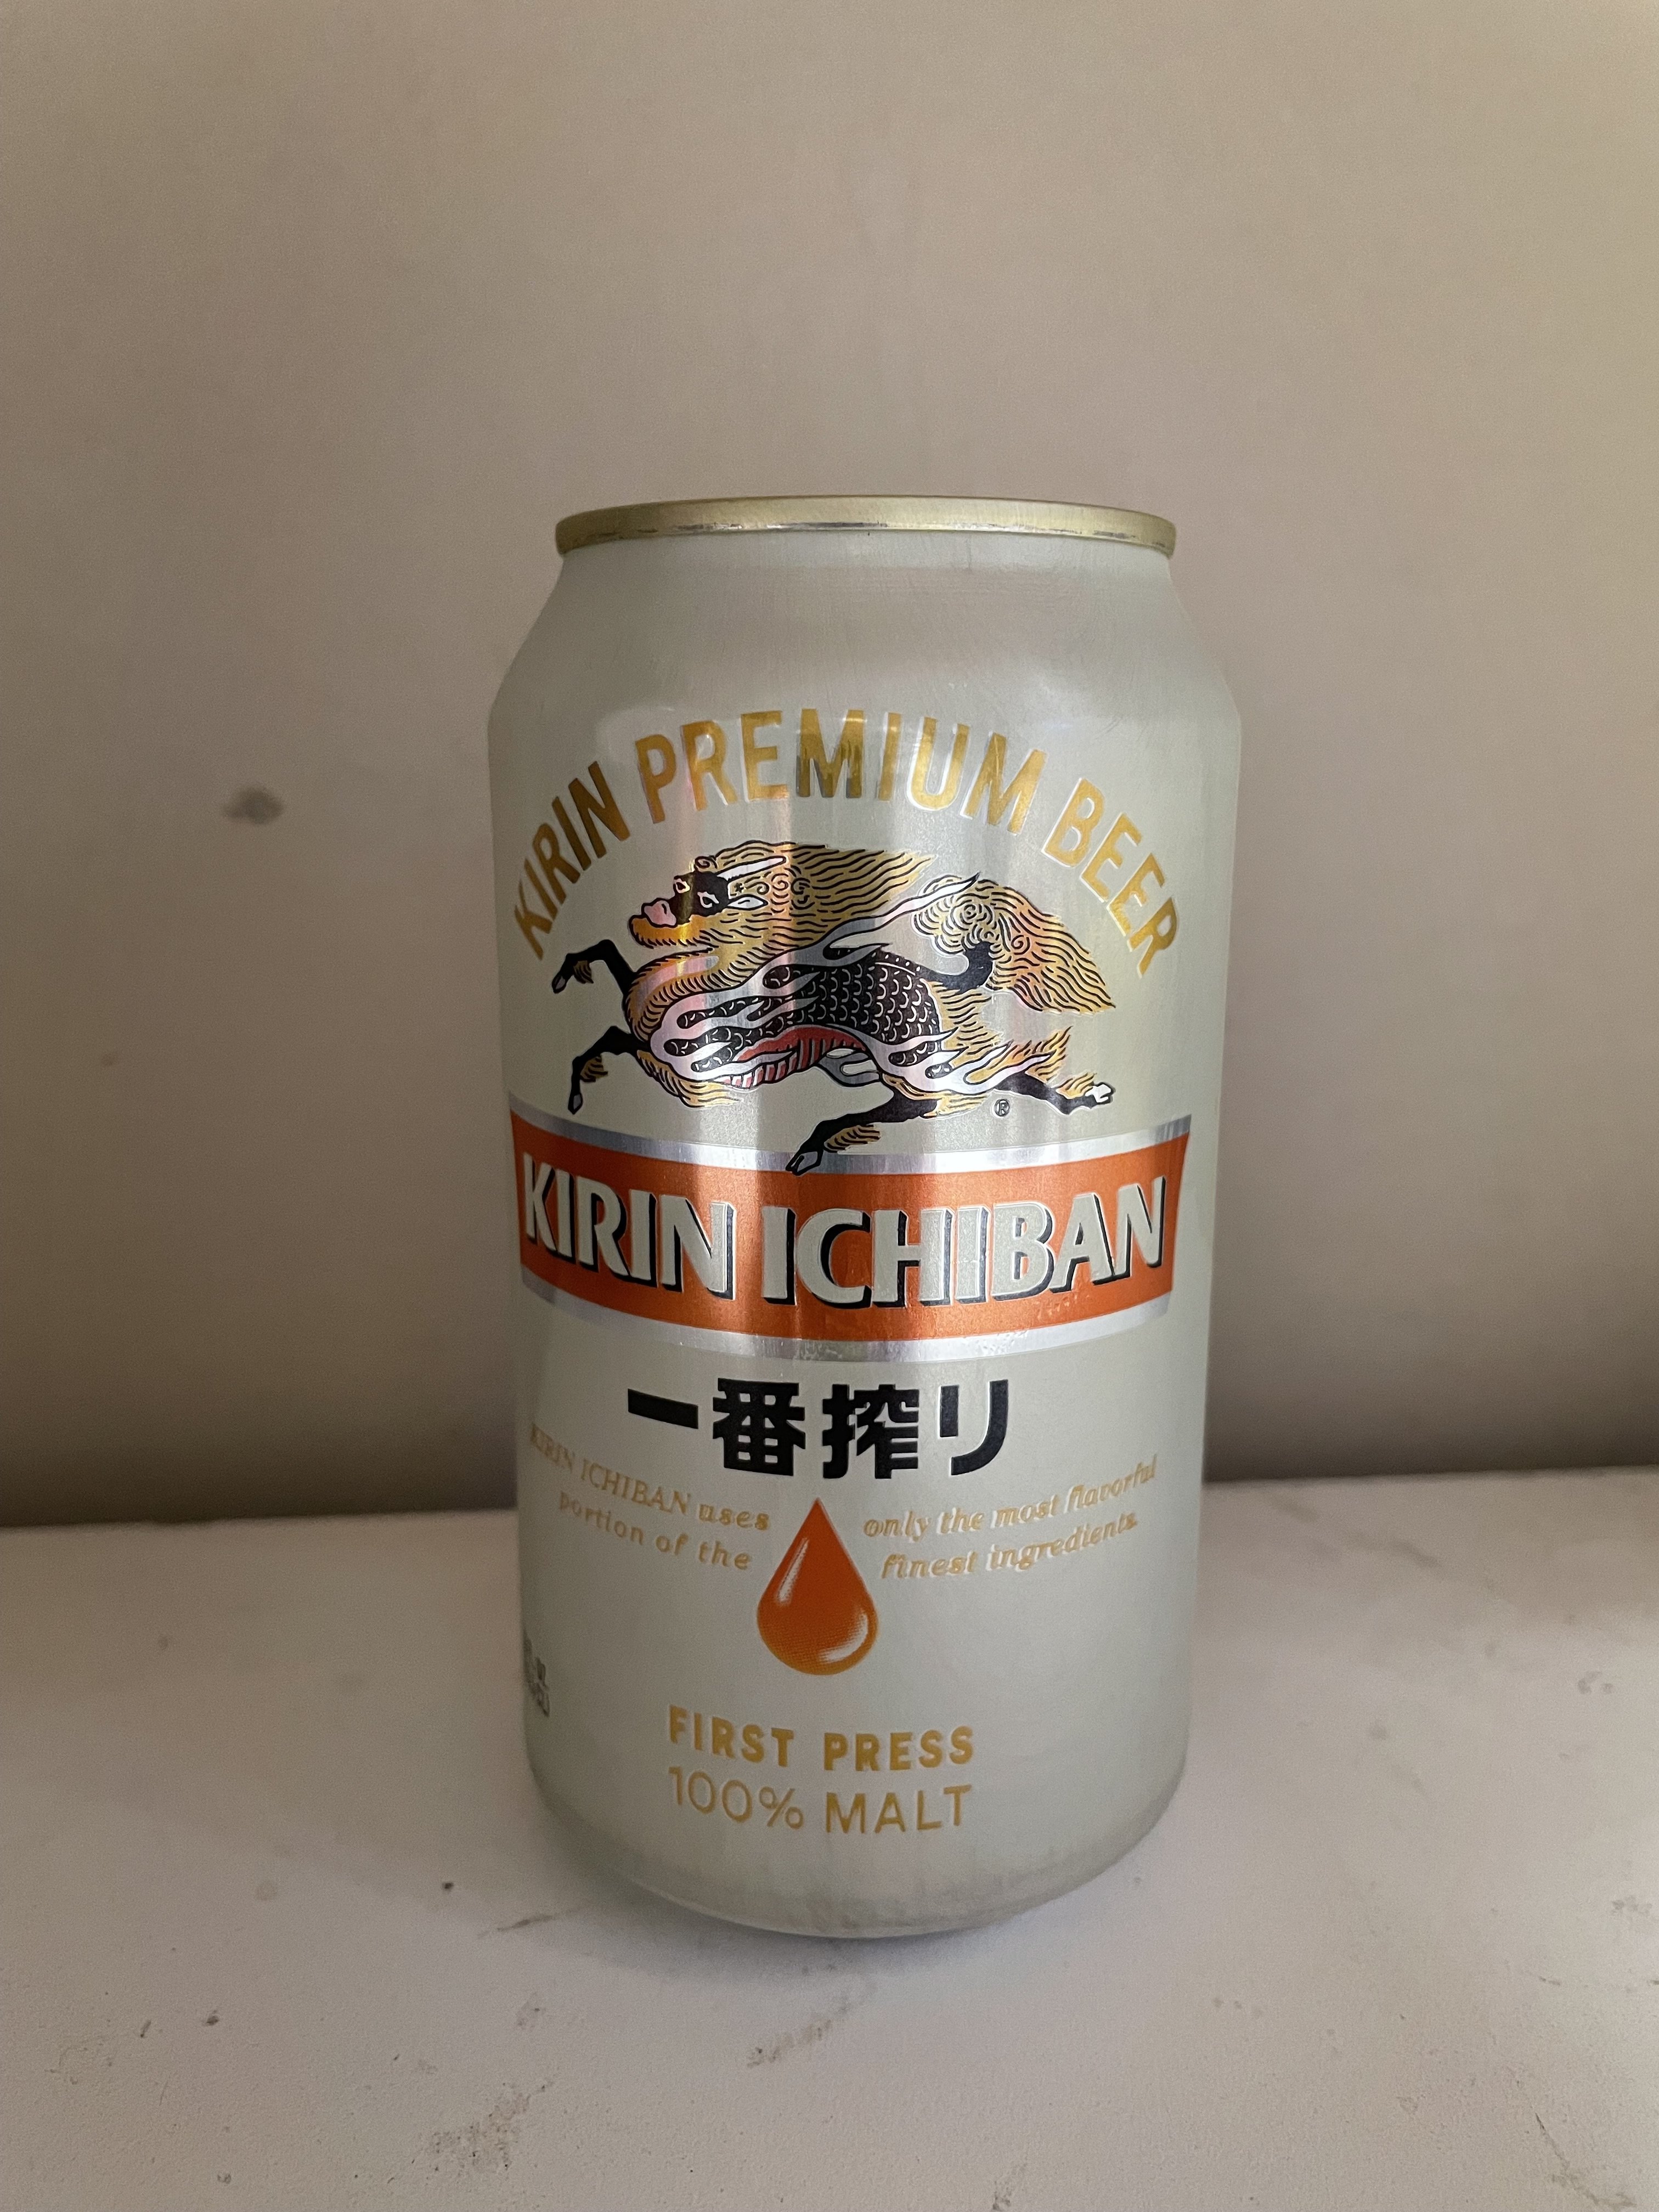 KIRIN PREMIUM BEER
®
KIRIN ICHIBAN
一番搾り
KIRIN ICHIBAN uses only the most flavorful
portion of the finest ingredients.
FIRST PRESS
100% MALT